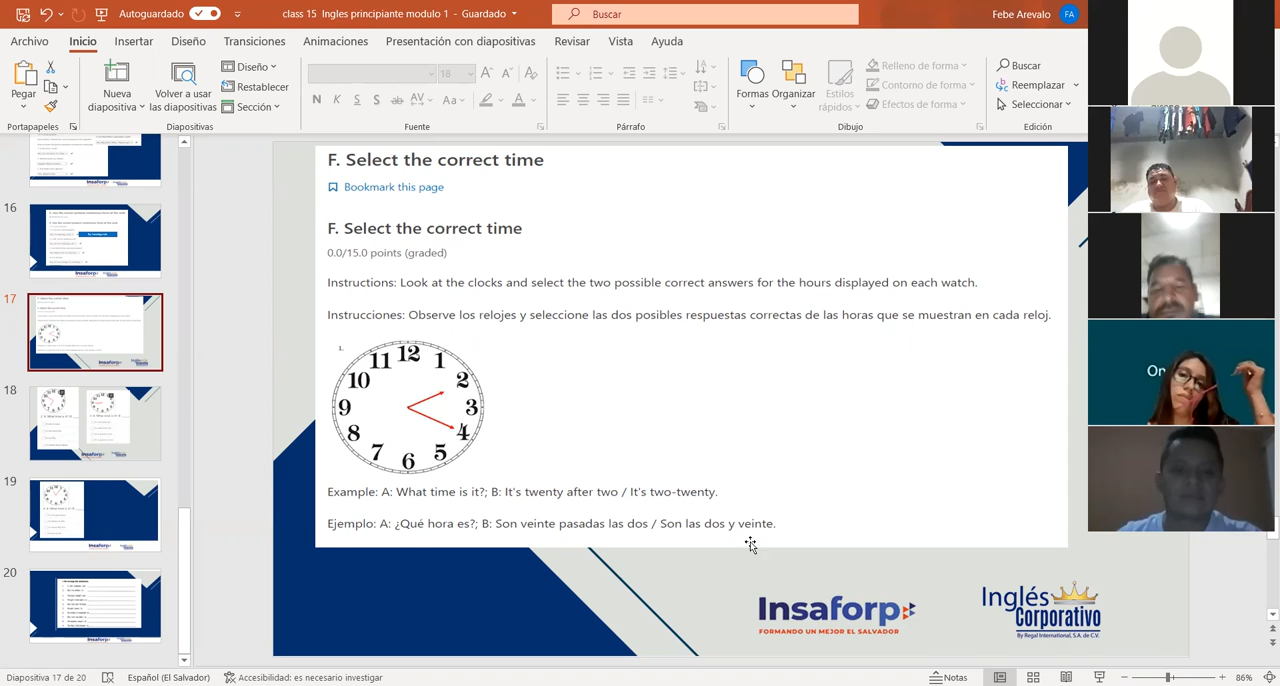 Autoguardado
class 15 Ingles principiante modulo 1 - Guardado
Buscar
Febe Arevalo
FA
Archivo
Inicio
Insertar
Diseño
Transiciones
Animaciones
Presentación con diapositivas
Revisar
Vista
Ayuda
Pegar
Nueva diapositiva
Volver a usar las diapositivas
Diseño
Restablecer
Sección
18
N K S S ab AV Aa
A
Formas
Organizar
Estilos rápidos
Relleno de forma
Contorno de forma
Efectos de forma
Buscar
Reemplazar
Seleccionar
Portapapeles
Diapositivas
Fuente
Párrafo
Dibujo
Edición
16
17
18
19
20
F. Select the correct time
Bookmark this page
F. Select the correct time
0.0/15.0 points (graded)
Instructions: Look at the clocks and select the two possible correct answers for the hours displayed on each watch.
Instrucciones: Observe los relojes y seleccione las dos posibles respuestas correctas de las horas que se muestran en cada reloj.
1.
12
1
2
3
4
5
6
7
8
9
10
11
Example: A: What time is it?; B: It's twenty after two / It's two-twenty.
Ejemplo: A: ¿Qué hora es?; B: Son veinte pasadas las dos / Son las dos y veinte.
Insaforp
FORMANDO UN MEJOR EL SALVADOR
Inglés
Corporativo
By Regal International, S.A. de C.V.
Diapositiva 17 de 20
Español (El Salvador)
Accesibilidad: es necesario investigar
Notas
86%